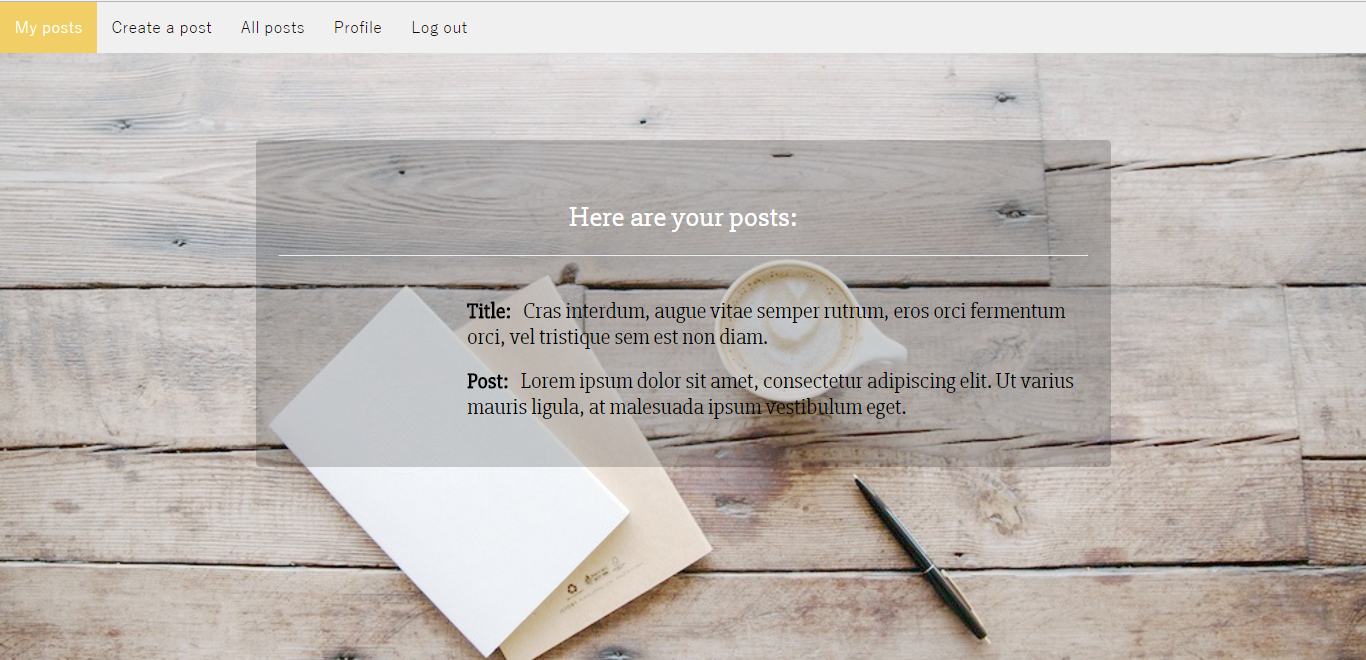 My posts Create a post All posts Profile Log out
Here are your posts:
Title: Cras interdum, augue vitae semper rutrum, eros orci fermentum
orci, vel tristique sem est non diam.
Post: Lorem ipsum dolor sit amet, consectetur adipiscing elit. Ut varius
mauris ligula, at malesuada ipsum vestibulum eget.